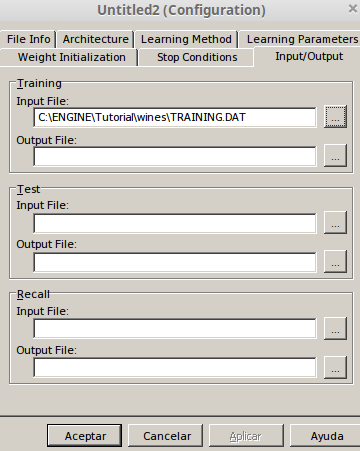 Untitled2 (Configuration)
File Info Architecture Learning Method Learning Parameters
Weight Initialization Stop Conditions Input/Output
Training
Input File:
C:\ENGINE\Tutorial\wines\TRAINING.DAT ...
Output File:
...
Test
Input File:
...
Output File:
...
Recall
Input File:
...
Output File:
...
Aceptar Cancelar Aplicar Ayuda